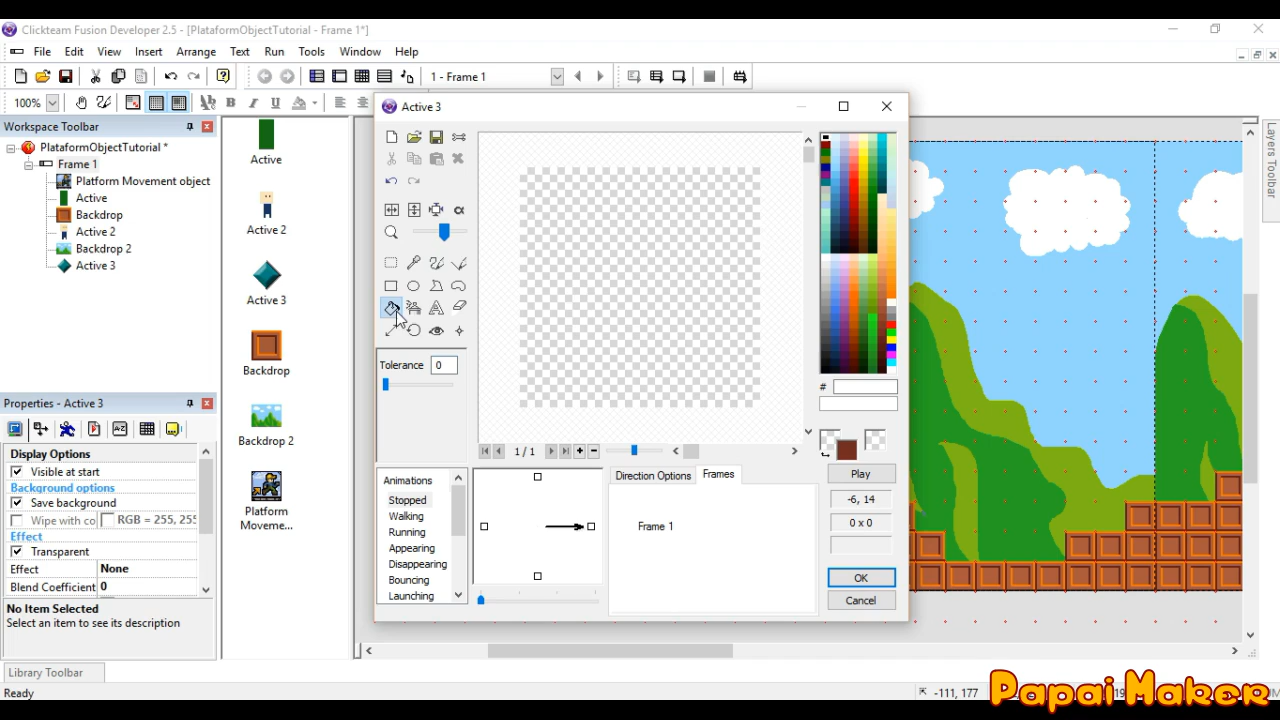 Clickteam Fusion Developer 2.5 - [PlataformObjectTutorial - Frame 1*]
File Edit View Insert Arrange Text Run Tools Window Help
1 - Frame 1
100% B I U
Workspace Toolbar
PlataformObjectTutorial *
Frame 1
Platform Movement object
Active
Backdrop
Active 2
Backdrop 2
Active 3
Properties - Active 3
Display Options
Visible at start
Background options
Save background
Wipe with co RGB = 255, 255
Effect
Transparent
Effect None
Blend Coefficient 0
No Item Selected
Select an item to see its description
Library Toolbar
Ready
Active
Active 2
Active 3
Backdrop
Backdrop 2
Platform
Moveme...
Active 3
Tolerance 0
1 / 1
Animations
Stopped
Walking
Running
Appearing
Disappearing
Bouncing
Launching
Direction Options Frames
Frame 1
#
Play
-6, 14
0 x 0
OK
Cancel
Layers Toolbar
-111, 177
Papai Maker